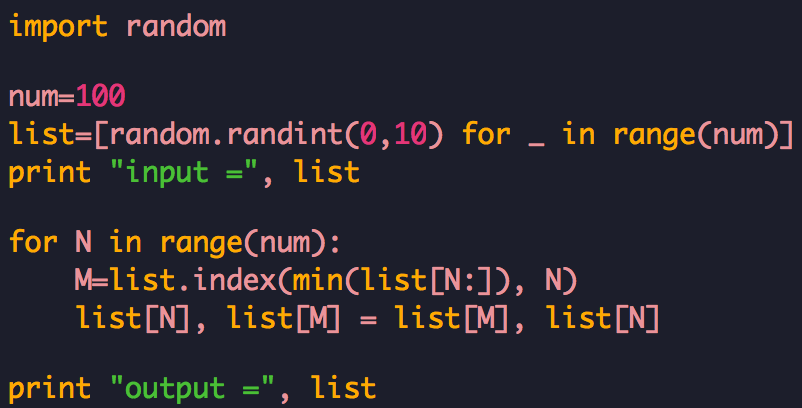 import random
num=100
list=[random.randint(0,10) for _ in range(num)]
print "input =", list
for N in range(num):
    M=list.index(min(list[N:]), N)
    list[N], list[M] = list[M], list[N]
print "output =", list